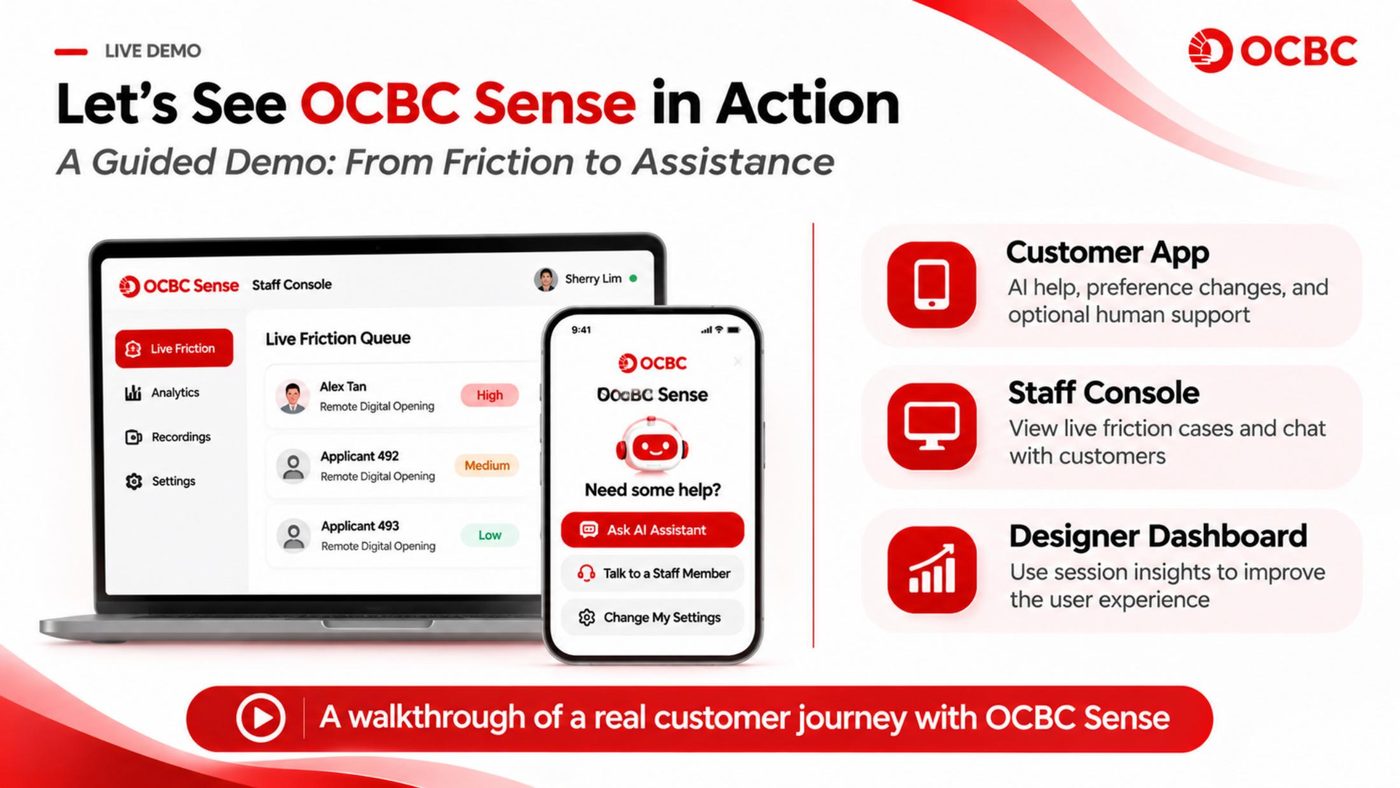 LIVE DEMO
Let's See OCBC Sense in Action
A Guided Demo: From Friction to Assistance
OCBC
OCBC Sense Staff Console
Sherry Lim
Live Friction
Analytics
Recordings
Settings
Live Friction Queue
Alex Tan
Remote Digital Opening
High
Applicant 492
Remote Digital Opening
Medium
Applicant 493
Remote Digital Opening
Low
9:41
OCBC
Sense
Need some help?
Ask AI Assistant
Talk to a Staff Member
Change My Settings
Customer App
AI help, preference changes, and
optional human support
Staff Console
View live friction cases and chat
with customers
Designer Dashboard
Use session insights to improve
the user experience
A walkthrough of a real customer journey with OCBC Sense